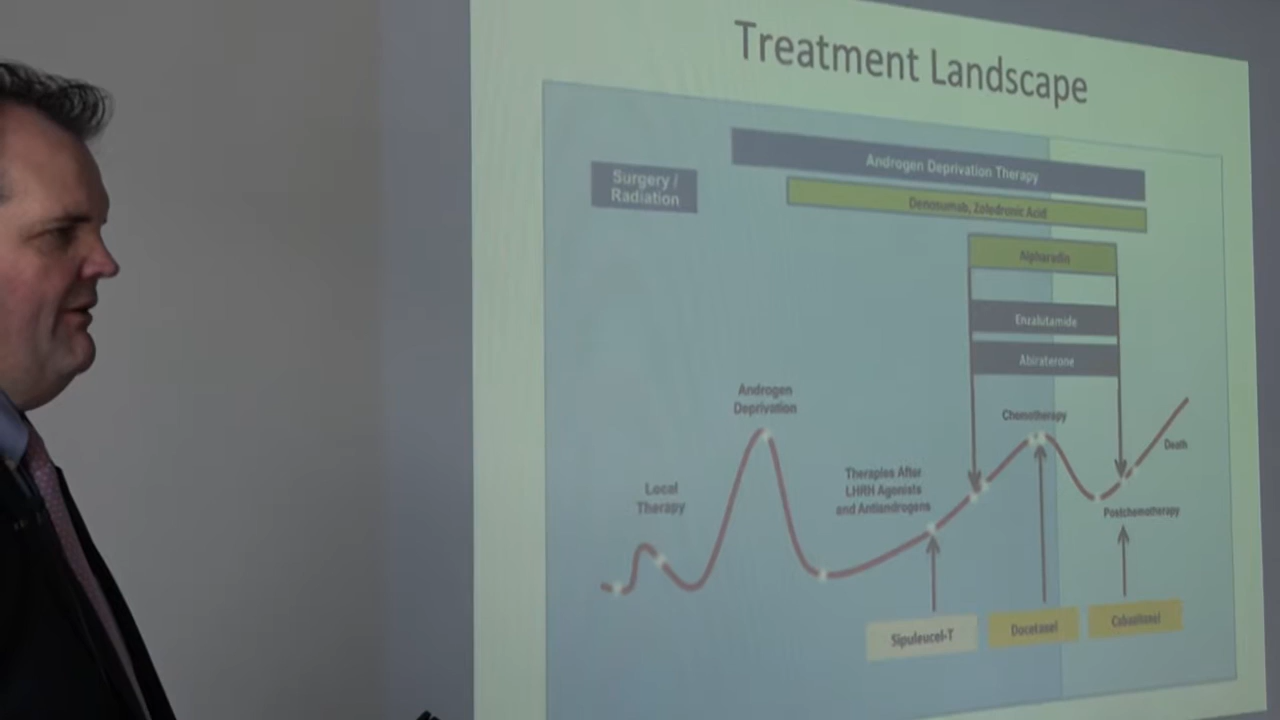 Treatment Landscape
Androgen Deprivation Therapy
Surgery /
Radiation
Denosumab, Zoledronic Acid
Alpharadin
Enzalutamide
Abiraterone
Androgen
Deprivation
Chemotherapy
Death
Therapies After
LHRH Agonists
and Antiandrogens
Local
Therapy
Postchemotherapy
Sipuleucel-T
Docetaxel
Cabazitaxel